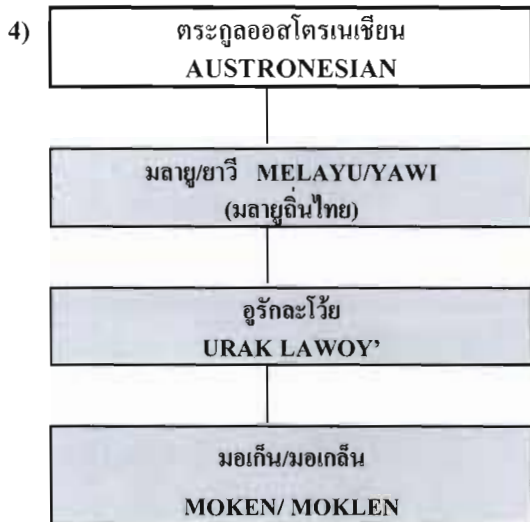 4)
ตระกูลออสโตรเนเชียน
AUSTRONESIAN
มลายู/ยาวี MELAYU/YAWI
(มลายูถิ่นไทย)
อูรักละโว้ย
URAK LAWOY’
มอเก็น/มอเกล็น
MOKEN/ MOKLEN